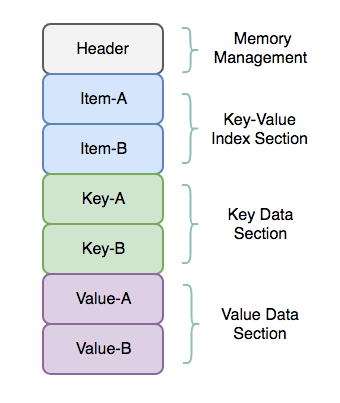 Header
Memory
Management
Item-A
Item-B
Key-Value
Index Section
Key-A
Key-B
Key Data
Section
Value-A
Value-B
Value Data
Section